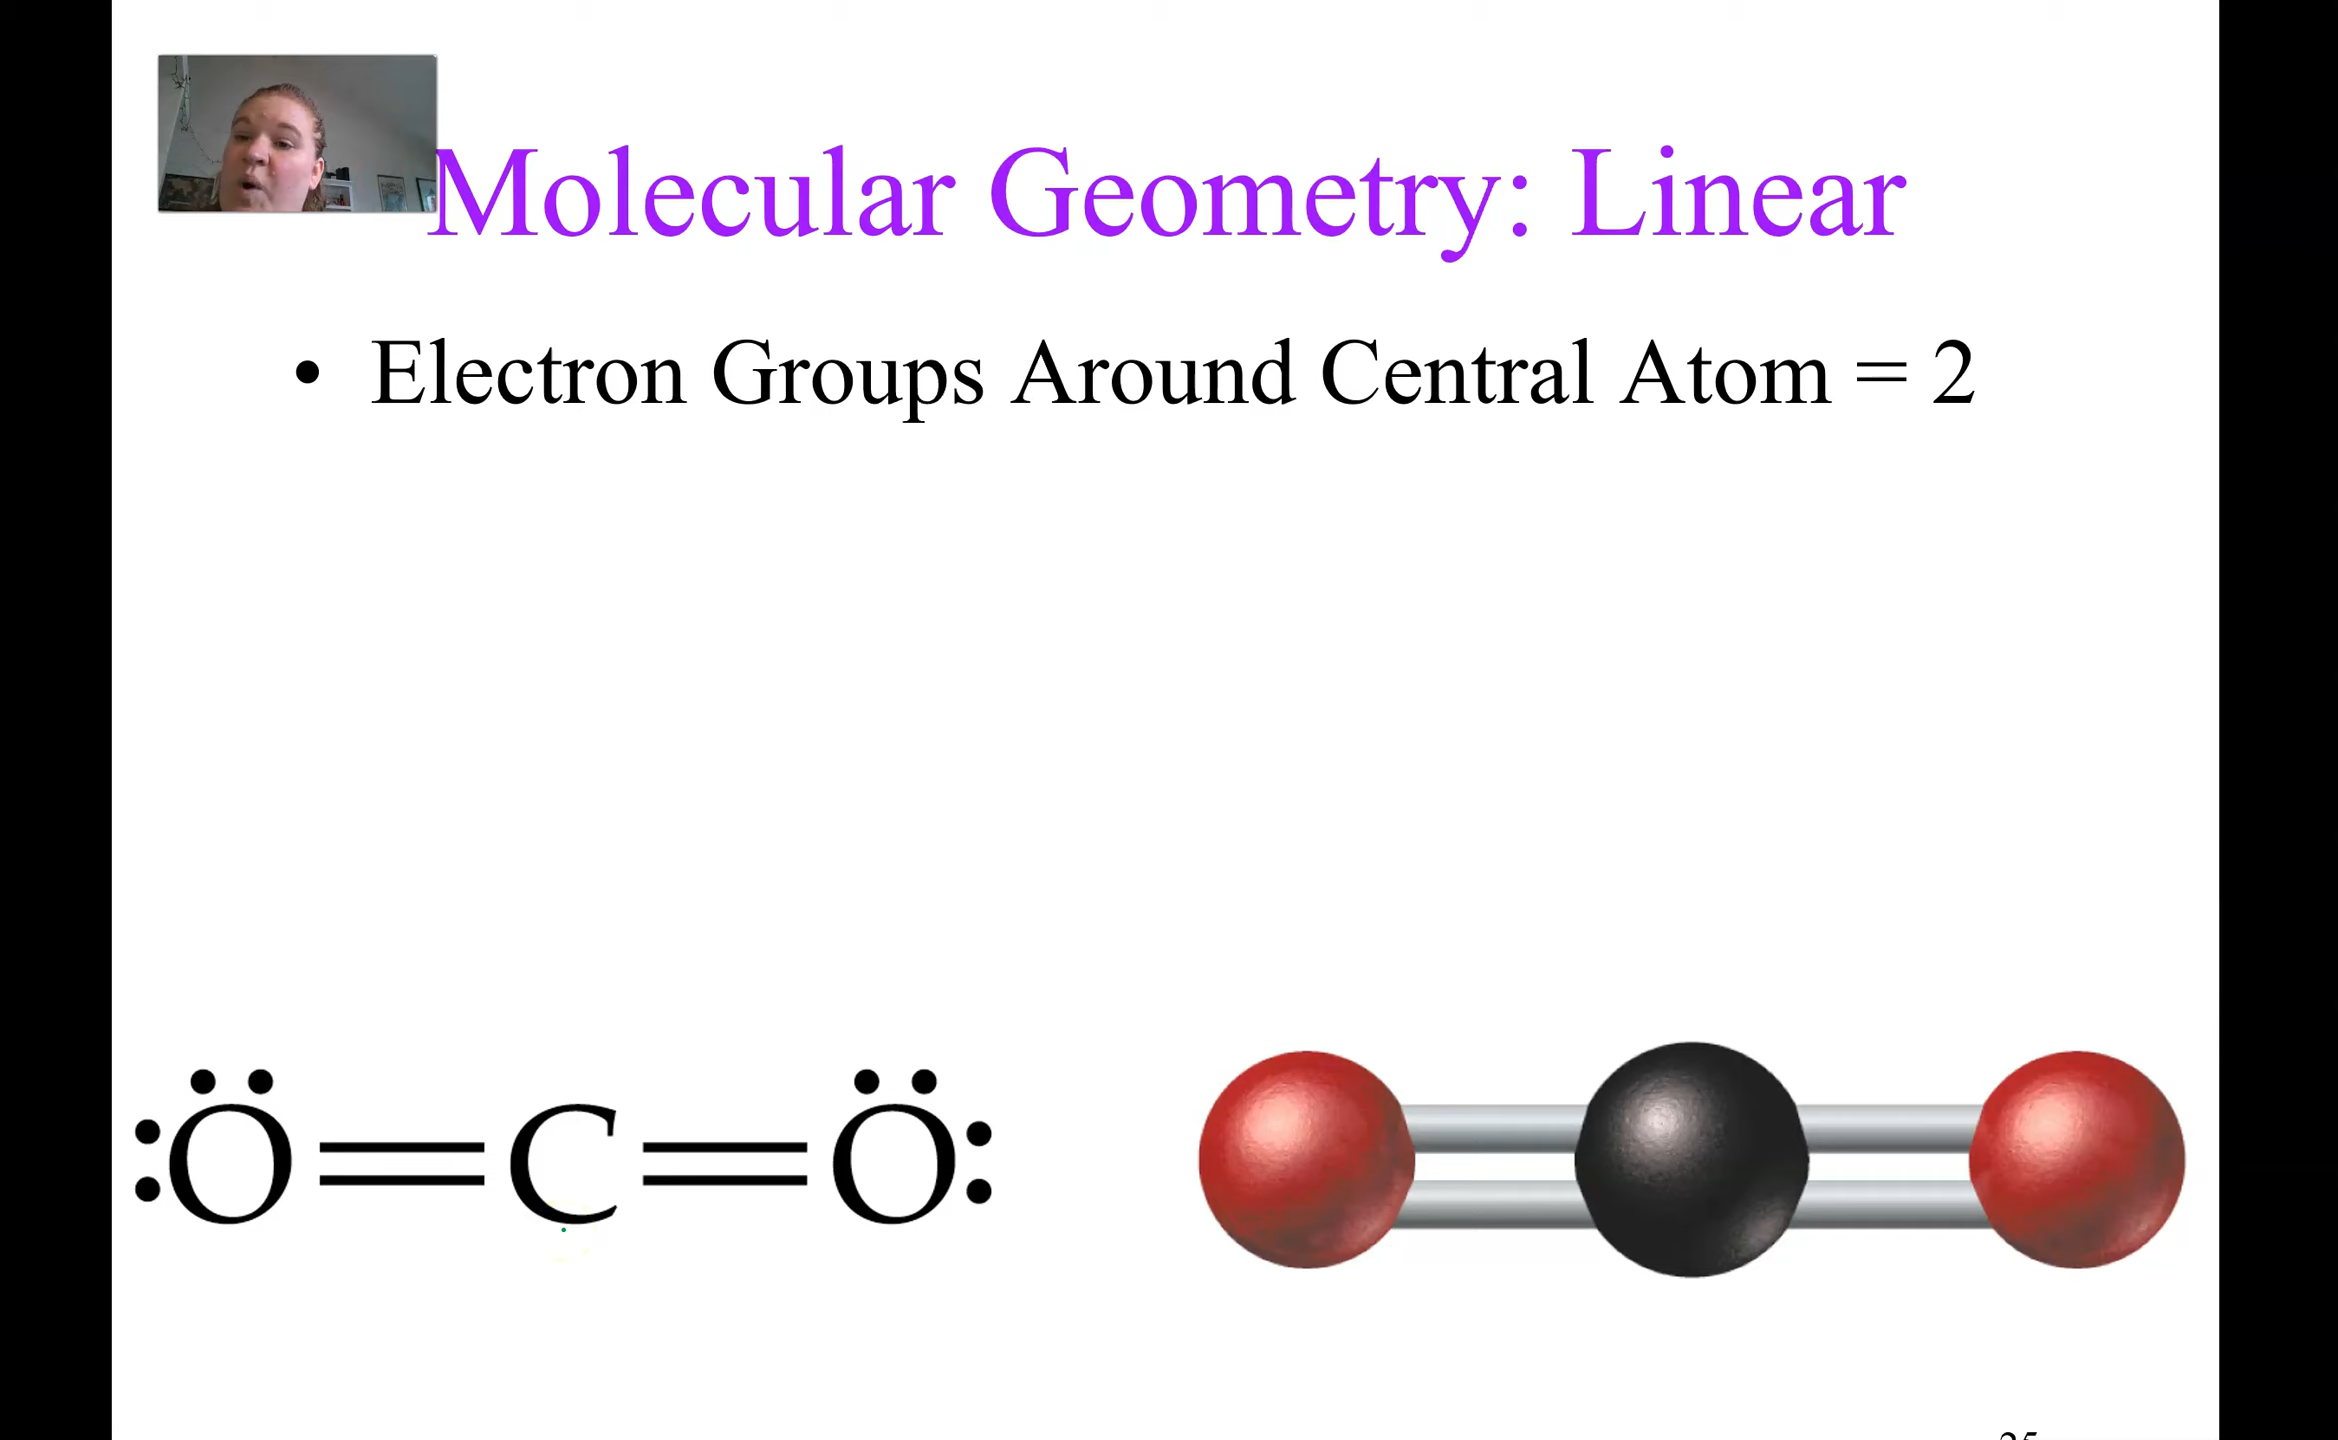 Molecular Geometry: Linear
• Electron Groups Around Central Atom = 2
:Ö=C=Ö: